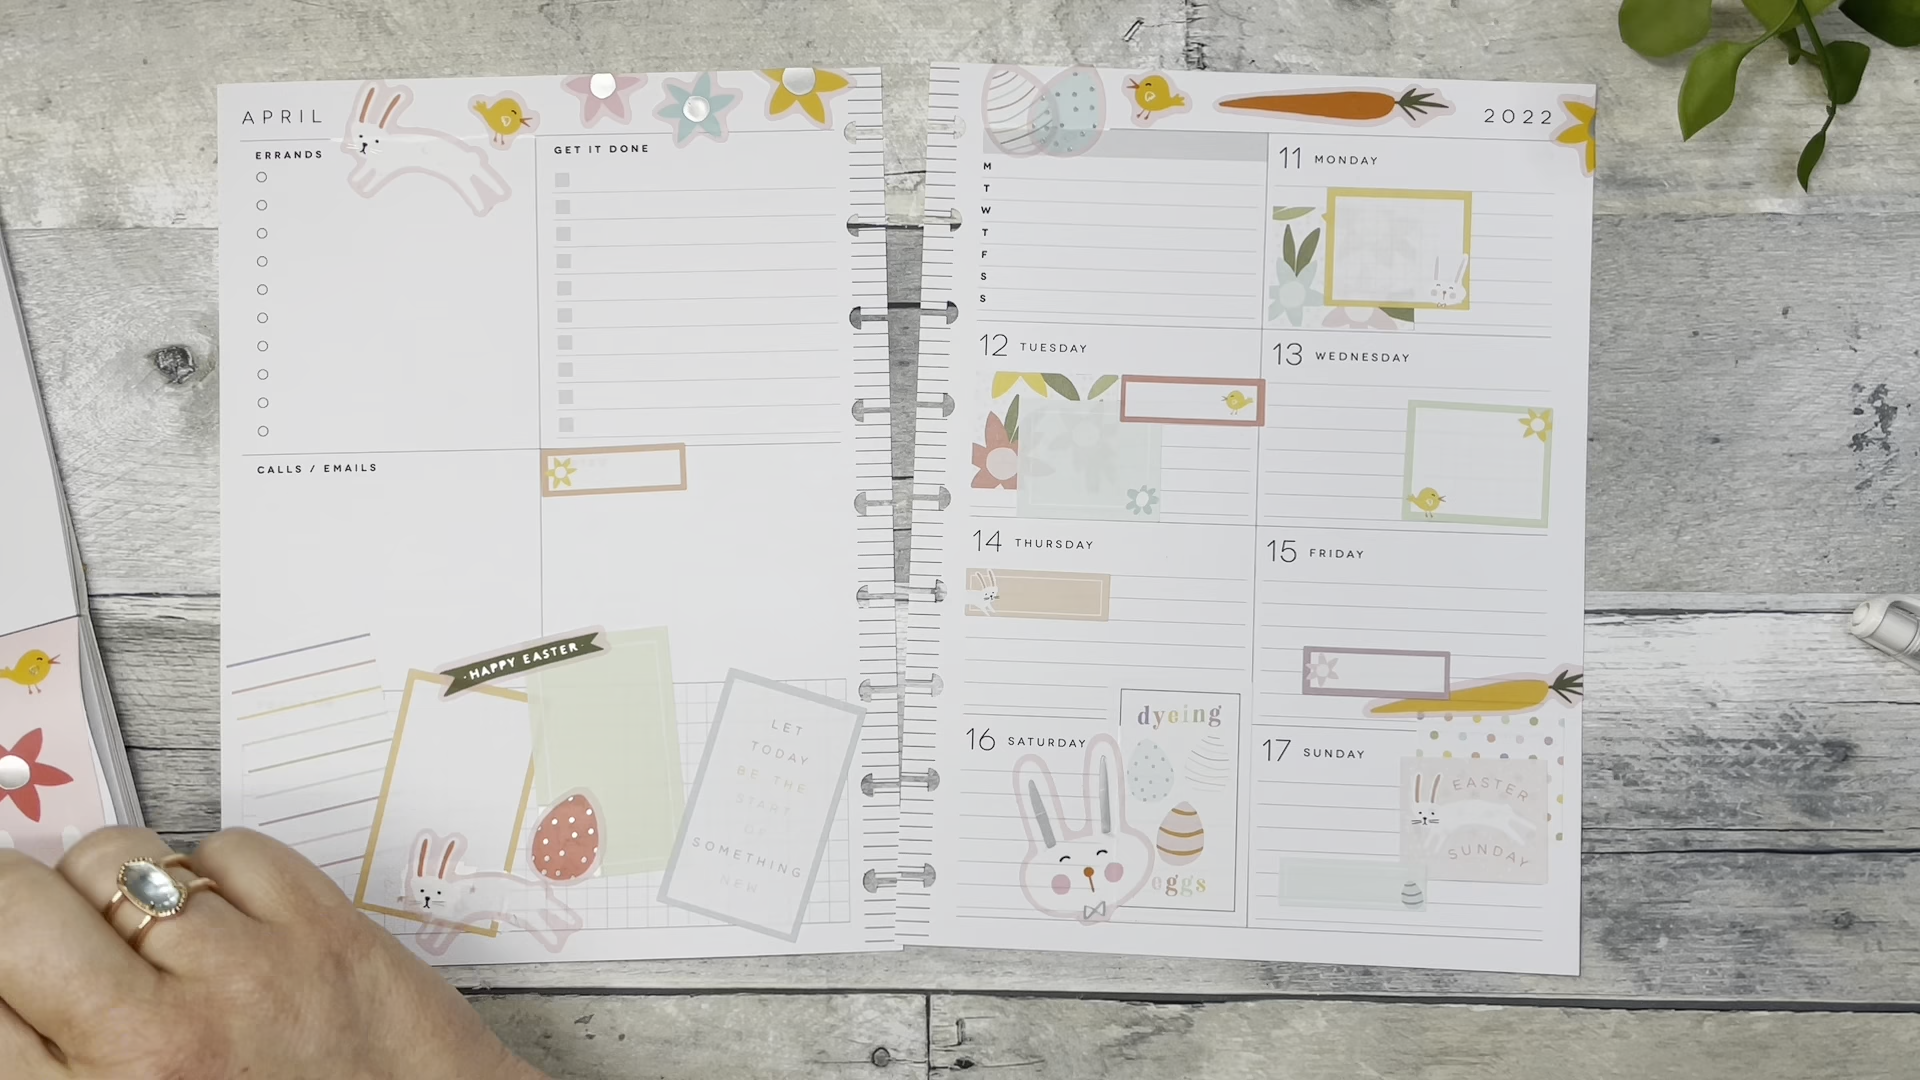 APRIL
ERRANDS
GET IT DONE
CALLS / EMAILS
·HAPPY EASTER·
LET
TODAY
BE THE
START
OF
SOMETHING
NEW
2022
M
T
W
T
F
S
S
11 MONDAY
12 TUESDAY
13 WEDNESDAY
14 THURSDAY
15 FRIDAY
16 SATURDAY
dyeing
eggs
17 SUNDAY
EASTER
SUNDAY